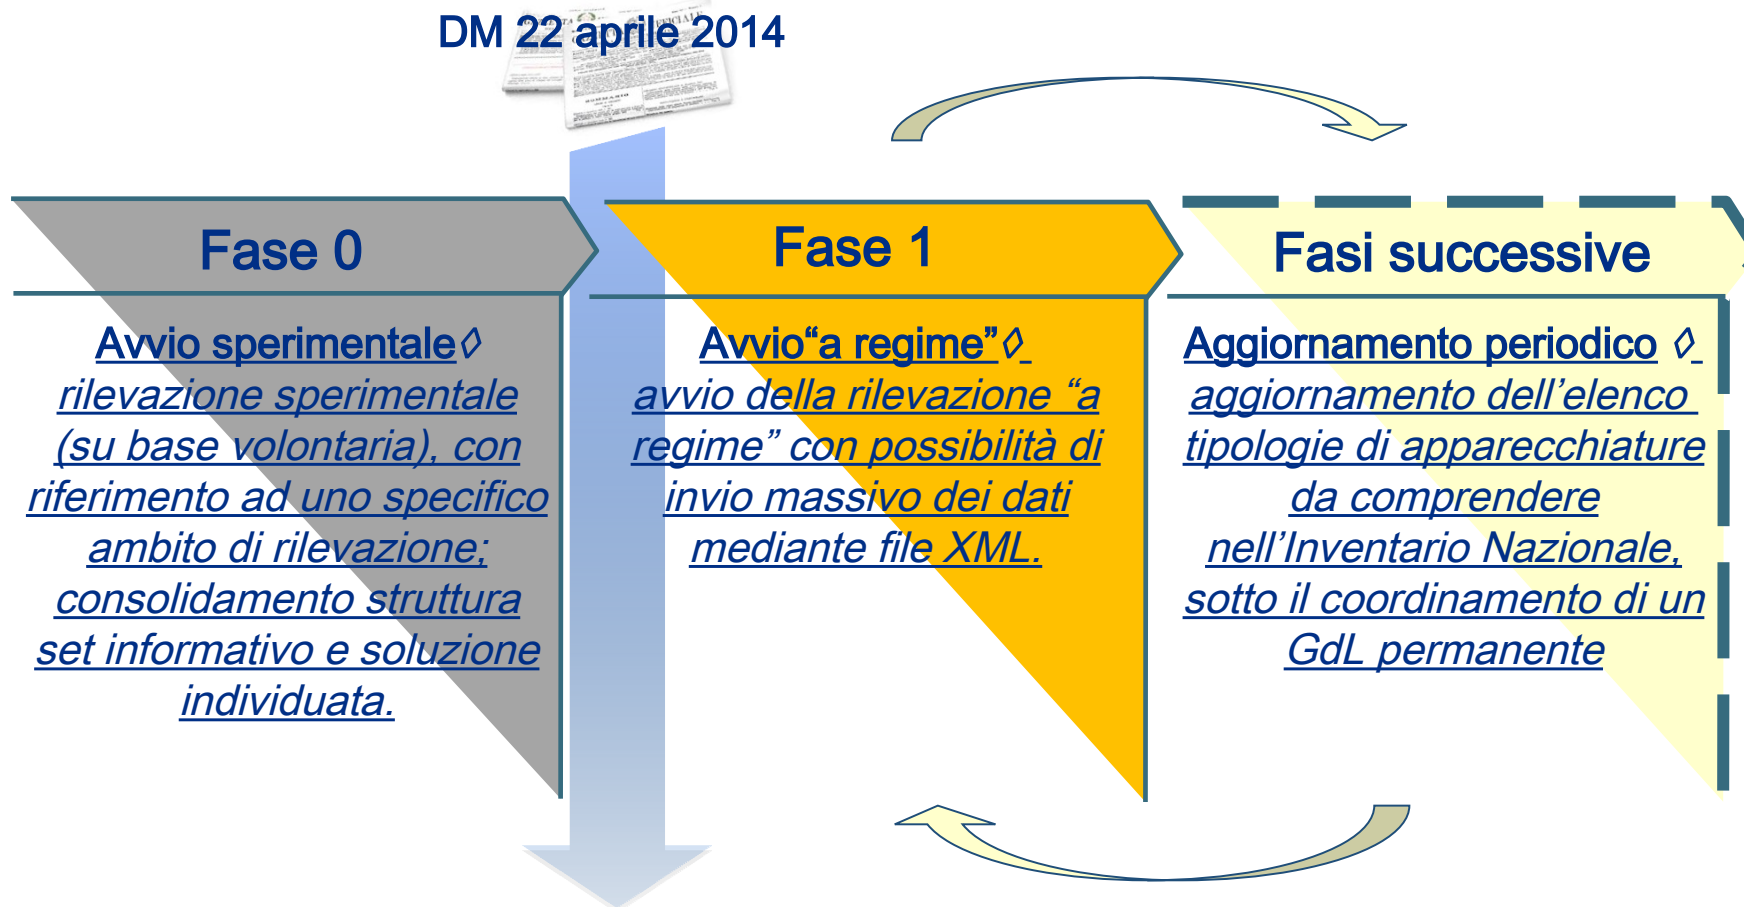 DM 22 aprile 2014
Fase 0
Avvio sperimentale◊
rilevazione sperimentale
(su base volontaria), con
riferimento ad uno specifico
ambito di rilevazione;
consolidamento struttura
set informativo e soluzione
individuata.
Fase 1
Avvio“a regime”◊
avvio della rilevazione “a
regime” con possibilità di
invio massivo dei dati
mediante file XML.
Fasi successive
Aggiornamento periodico ◊
aggiornamento dell’elenco
tipologie di apparecchiature
da comprendere
nell’Inventario Nazionale,
sotto il coordinamento di un
GdL permanente